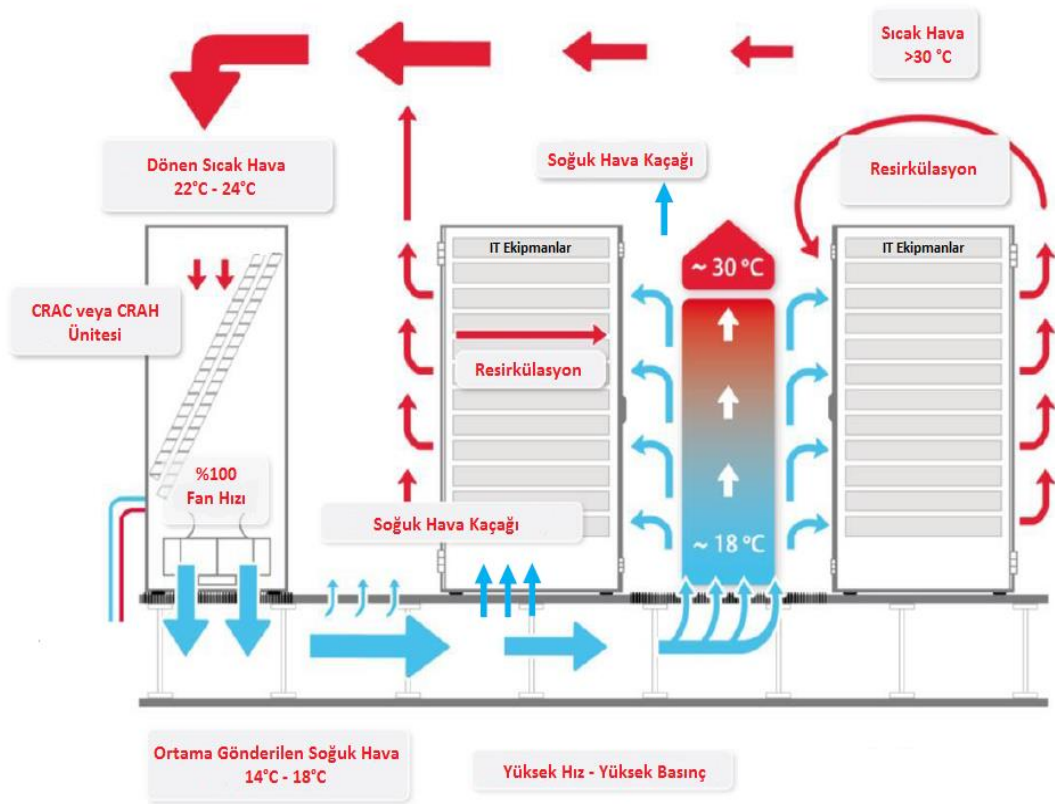 Sıcak Hava
>30 °C
Dönen Sıcak Hava
22°C - 24°C
Soğuk Hava Kaçağı
Resirkülasyon
IT Ekipmanlar
IT Ekipmanlar
~ 30 °C
CRAC veya CRAH
Ünitesi
Resirkülasyon
%100
Fan Hızı
Soğuk Hava Kaçağı
~ 18 °C
Ortama Gönderilen Soğuk Hava
14°C - 18°C
Yüksek Hız - Yüksek Basınç